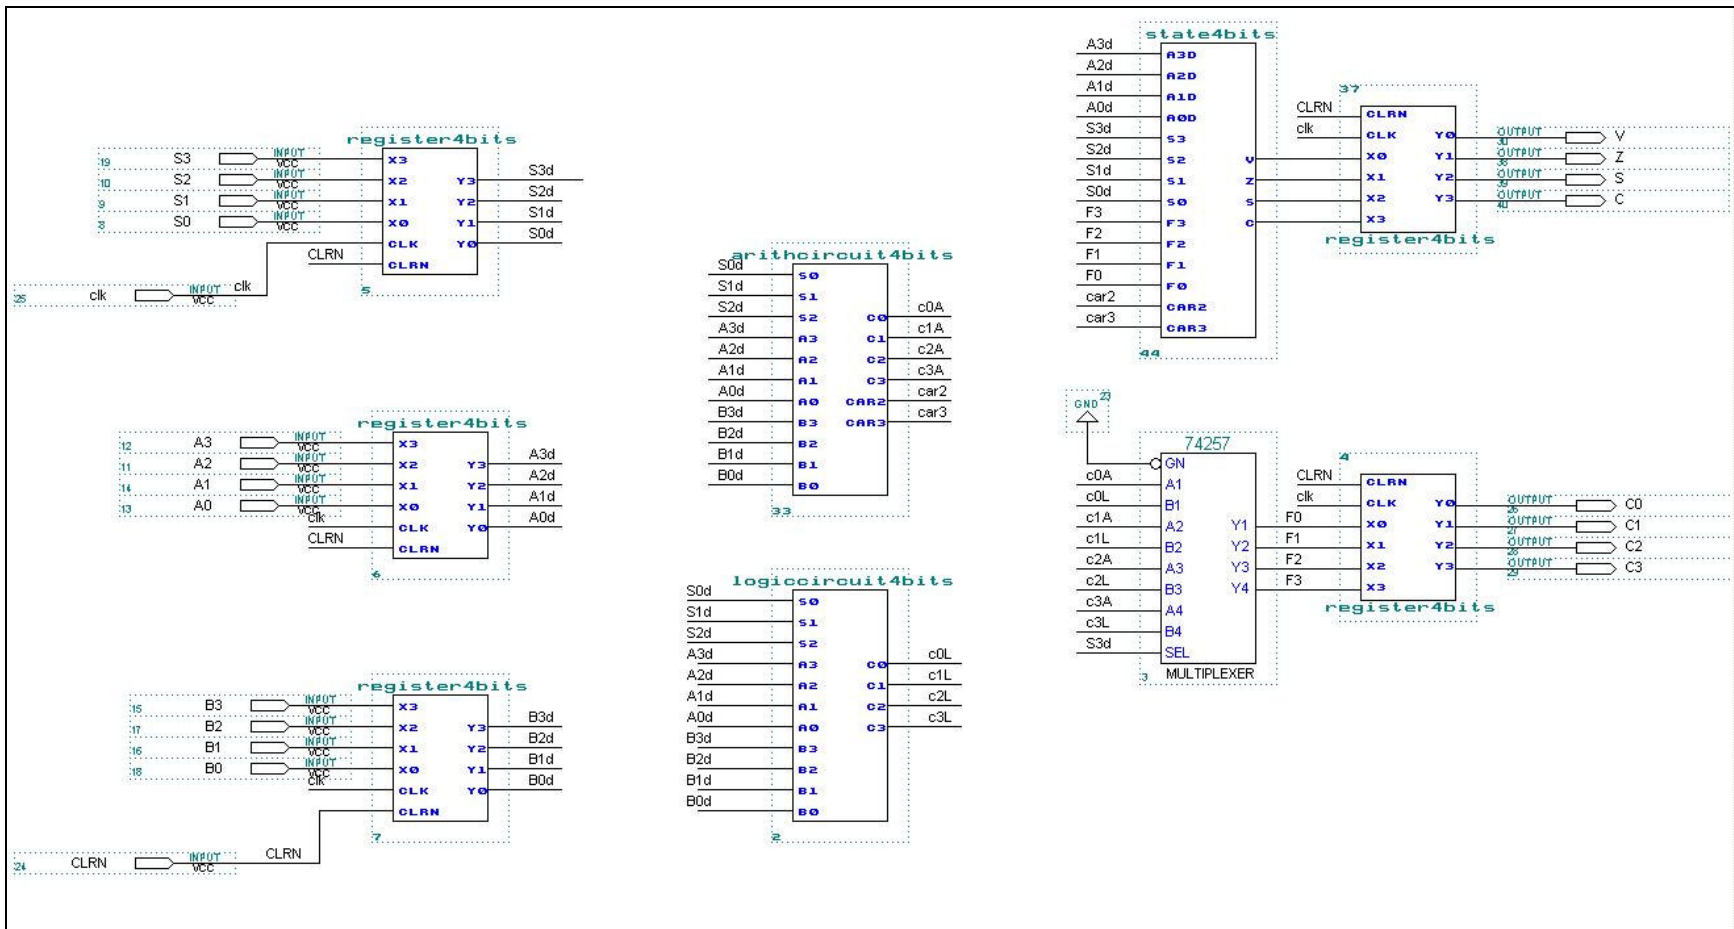 register4bits
19 S3 INPUT VCC X3
10 S2 INPUT VCC X2 Y3 S3d
9 S1 INPUT VCC X1 Y2 S2d
8 S0 INPUT VCC X0 Y1 S1d
CLK Y0 S0d
CLRN CLRN
25 clk INPUT VCC clk
5
register4bits
12 A3 INPUT VCC X3
11 A2 INPUT VCC X2 Y3 A3d
14 A1 INPUT VCC X1 Y2 A2d
13 A0 INPUT VCC X0 Y1 A1d
clk CLK Y0 A0d
CLRN CLRN
6
register4bits
15 B3 INPUT VCC X3
17 B2 INPUT VCC X2 Y3 B3d
16 B1 INPUT VCC X1 Y2 B2d
18 B0 INPUT VCC X0 Y1 B1d
clk CLK Y0 B0d
CLRN
7
24 CLRN INPUT VCC CLRN
arithcircuit4bits
S0d S0
S1d S1
S2d S2 C0 c0A
A3d A3 C1 c1A
A2d A2 C2 c2A
A1d A1 C3 c3A
A0d A0 CAR2 car2
B3d B3 CAR3 car3
B2d B2
B1d B1
B0d B0
33
logiccircuit4bits
S0d S0
S1d S1
S2d S2
A3d A3 C0 c0L
A2d A2 C1 c1L
A1d A1 C2 c2L
A0d A0 C3 c3L
B3d B3
B2d B2
B1d B1
B0d B0
2
state4bits
A3d A3D
A2d A2D
A1d A1D
A0d A0D
S3d S3
S2d S2 V
S1d S1 Z
S0d S0 S
F3 F3 C
F2 F2
F1 F1
F0 F0
car2 CAR2
car3 CAR3
44
37
CLRN CLRN
clk CLK Y0 OUTPUT 30 V
X0 Y1 OUTPUT 38 Z
X1 Y2 OUTPUT 39 S
X2 Y3 OUTPUT 40 C
X3
register4bits
GND 23
74257
GN
c0A A1
c0L B1
c1A A2 Y1 F0
c1L B2 Y2 F1
c2A A3 Y3 F2
c2L B3 Y4 F3
c3A A4
c3L B4
S3d SEL
3 MULTIPLEXER
4
CLRN CLRN
clk CLK Y0 OUTPUT 26 C0
X0 Y1 OUTPUT 27 C1
X1 Y2 OUTPUT 28 C2
X2 Y3 OUTPUT 29 C3
X3
register4bits